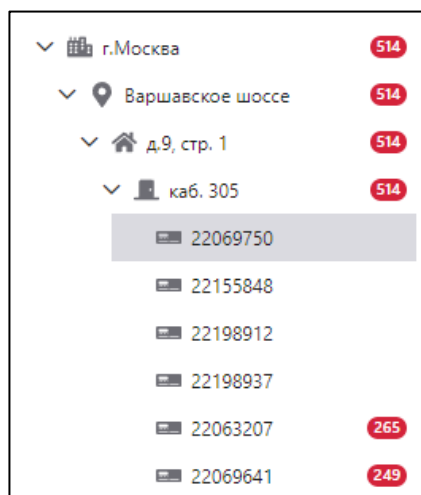 г.Москва 514
Варшавское шоссе 514
д.9, стр. 1 514
каб. 305 514
22069750
22155848
22198912
22198937
22063207 265
22069641 249